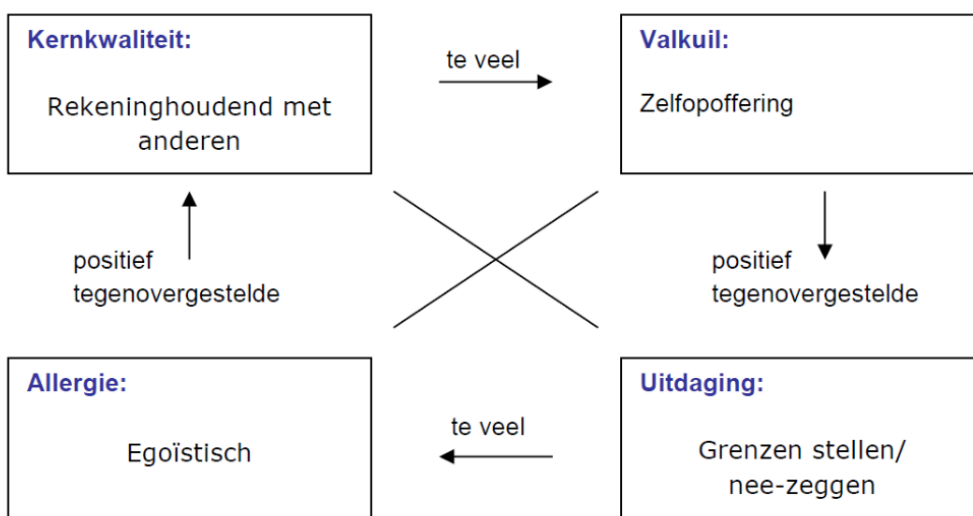 Kernkwaliteit:
Rekeninghoudend met
anderen
te veel
Valkuil:
Zelfopoffering
positief
tegenovergestelde
positief
tegenovergestelde
Allergie:
Egoïstisch
te veel
Uitdaging:
Grenzen stellen/
nee-zeggen